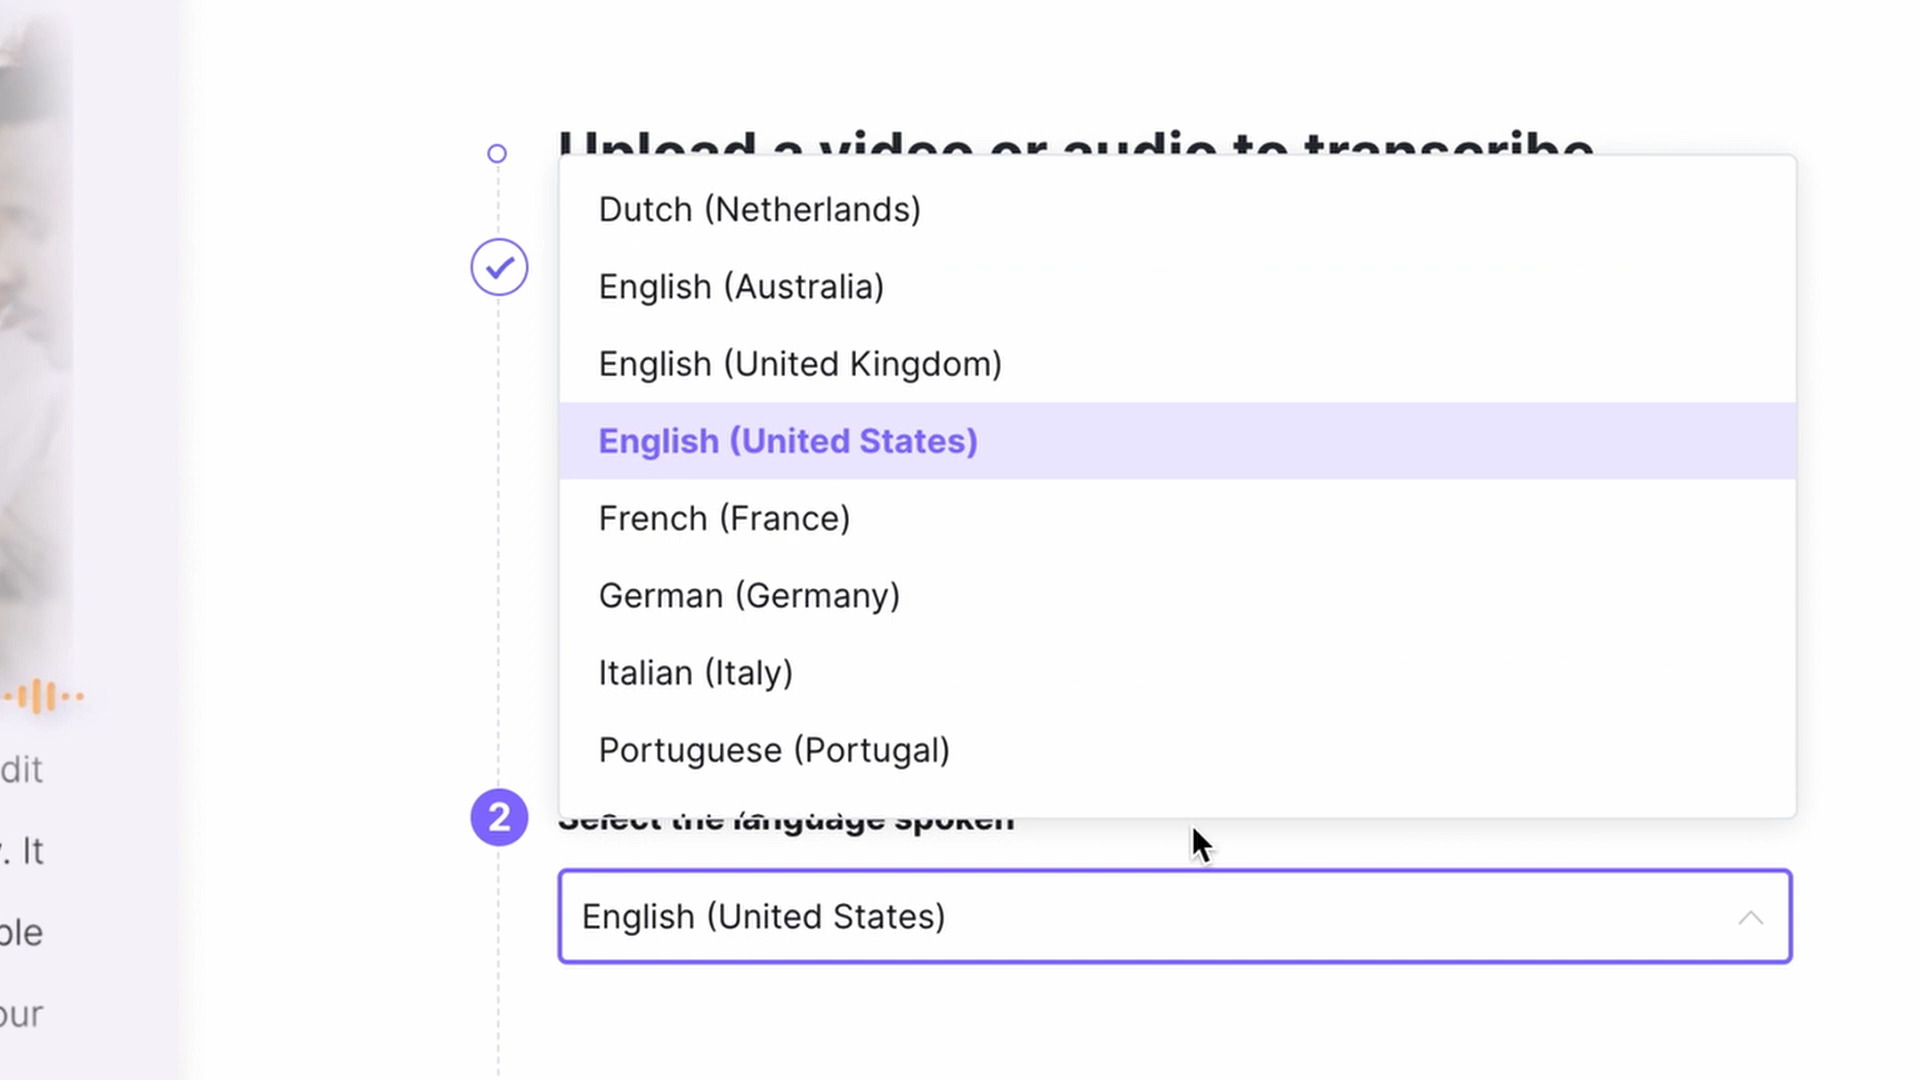 Upload a video or audio to transcribe
Dutch (Netherlands)
English (Australia)
English (United Kingdom)
English (United States)
French (France)
German (Germany)
Italian (Italy)
Portuguese (Portugal)
2
Select the language spoken
English (United States)
dit
. It
ble
our